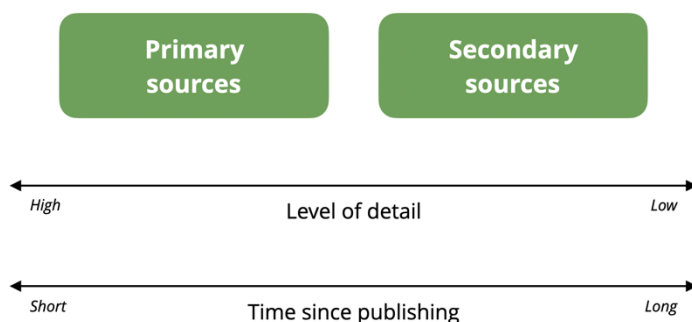 Primary
sources
Secondary
sources
High
Level of detail
Low
Short
Time since publishing
Long